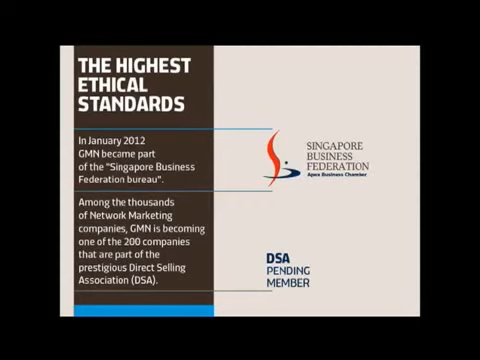 THE HIGHEST
ETHICAL
STANDARDS
In January 2012
GMN became part
of the "Singapore Business
Federation bureau".
Among the thousands
of Network Marketing
companies, GMN is becoming
one of the 200 companies
that are part of the
prestigious Direct Selling
Association (DSA).
SINGAPORE
BUSINESS
FEDERATION
Apex Business Chamber
DSA
PENDING
MEMBER